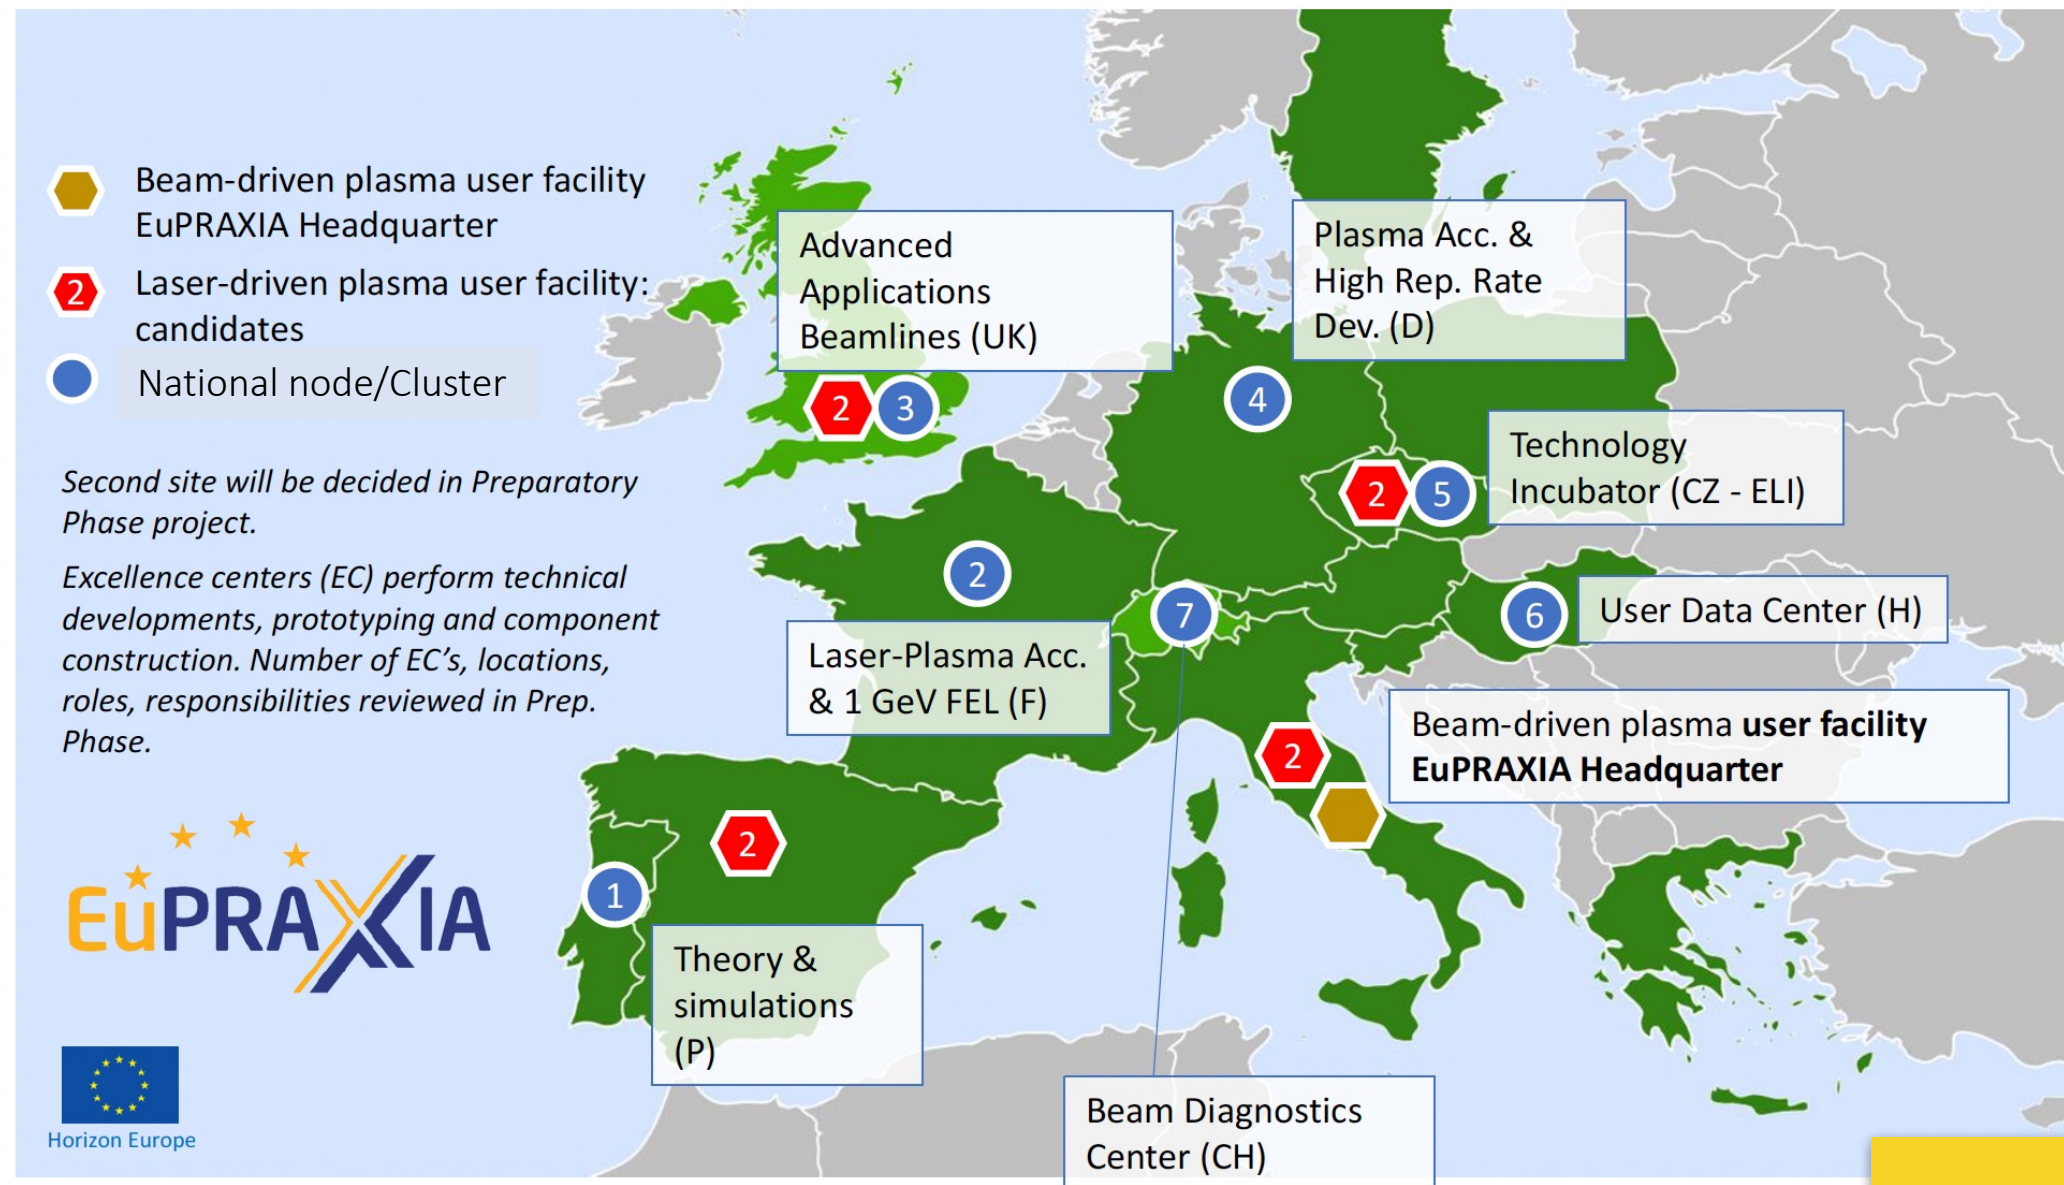 Beam-driven plasma user facility
EuPRAXIA Headquarter
2
Laser-driven plasma user facility:
candidates
National node/Cluster
Second site will be decided in Preparatory
Phase project.
Excellence centers (EC) perform technical
developments, prototyping and component
construction. Number of EC’s, locations,
roles, responsibilities reviewed in Prep.
Phase.
EuPRAXIA
Horizon Europe
Advanced
Applications
Beamlines (UK)
2
3
Plasma Acc. &
High Rep. Rate
Dev. (D)
4
Technology
Incubator (CZ - ELI)
2
5
2
Laser-Plasma Acc.
& 1 GeV FEL (F)
7
6
User Data Center (H)
Beam-driven plasma user facility
EuPRAXIA Headquarter
2
2
1
Theory &
simulations
(P)
Beam Diagnostics
Center (CH)